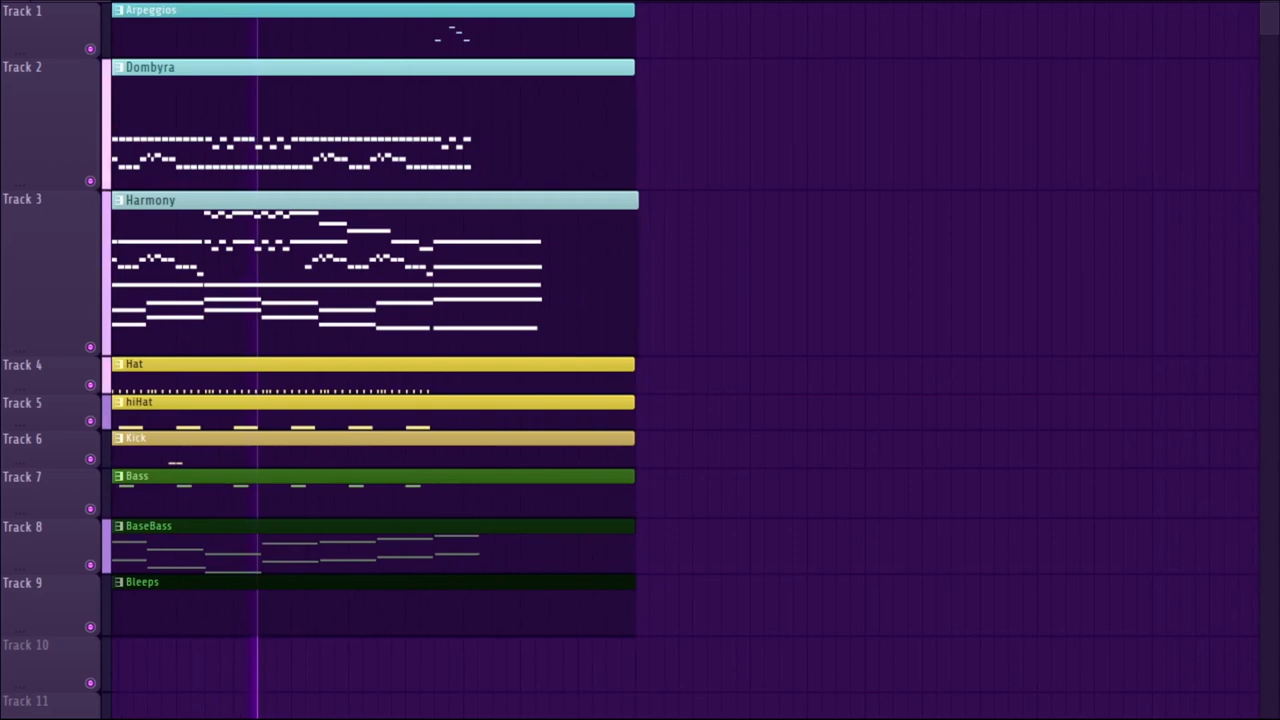 Track 1
Arpeggios
Track 2
Dombyra
Track 3
Harmony
Track 4
Hat
Track 5
hiHat
Track 6
Kick
Track 7
Bass
Track 8
BaseBass
Track 9
Bleeps
Track 10
Track 11